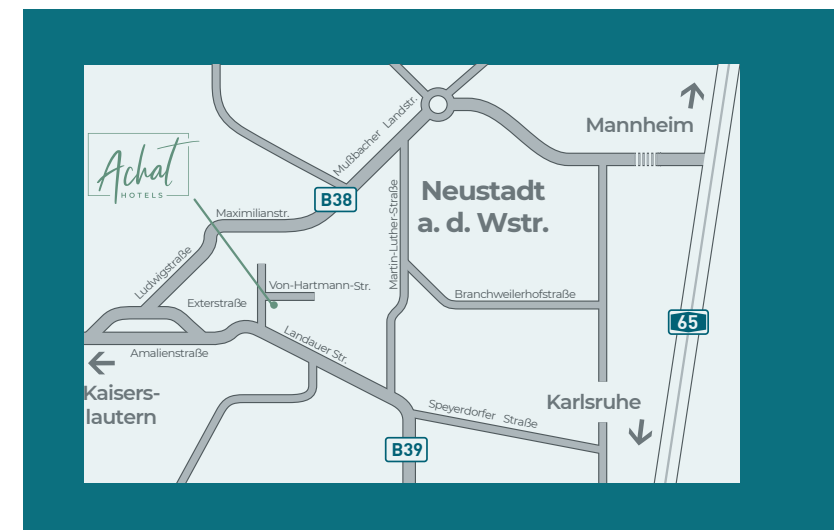 Achat
HOTELS
Mußbacher Landstr.
Mannheim
B38
Neustadt
a. d. Wstr.
Maximilianstr.
Martin-Luther-Straße
Ludwigstraße
Von-Hartmann-Str.
Exterstraße
Branchweilerhofstraße
65
Landauer Str.
Amalienstraße
Kaisers-
lautern
Karlsruhe
Speyerdorfer Straße
B39